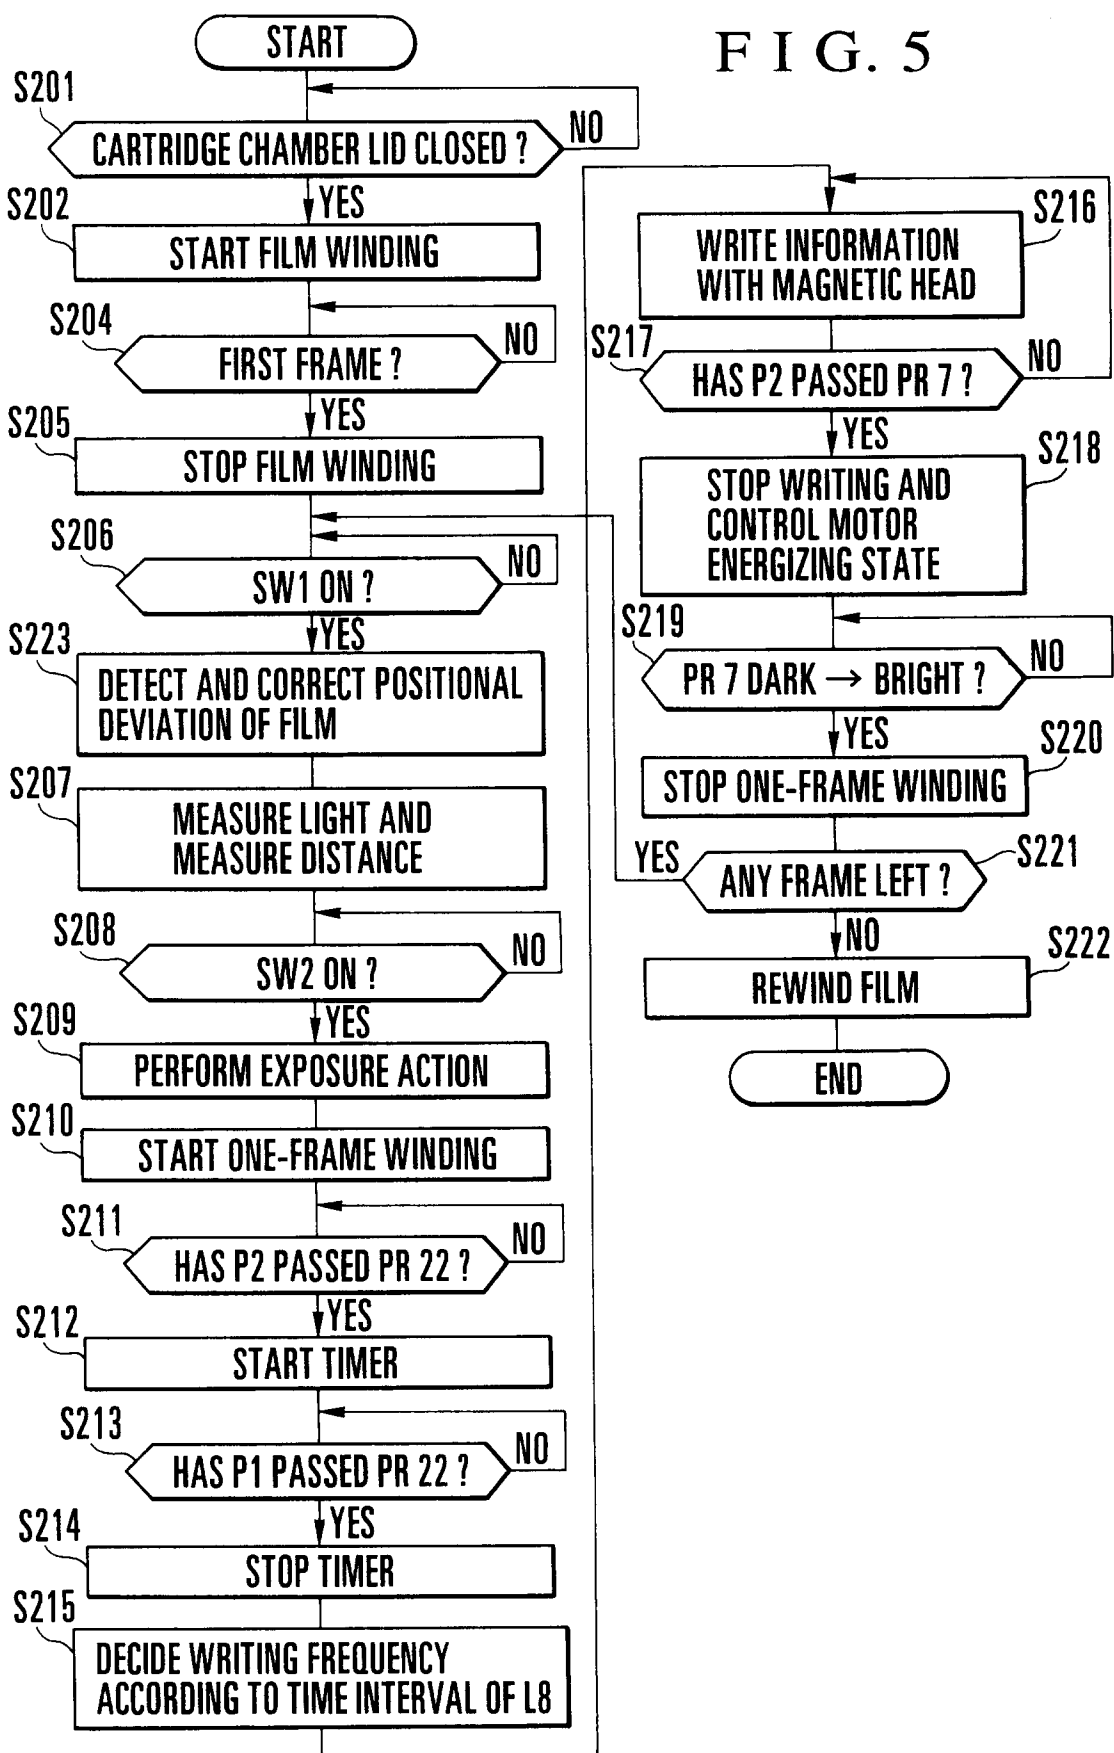 FIG. 5
START
S201
CARTRIDGE CHAMBER LID CLOSED ?
NO
YES
S202
START FILM WINDING
S204
FIRST FRAME ?
NO
YES
S205
STOP FILM WINDING
S206
SW1 ON ?
NO
YES
S223
DETECT AND CORRECT POSITIONAL
DEVIATION OF FILM
S207
MEASURE LIGHT AND
MEASURE DISTANCE
S208
SW2 ON ?
NO
YES
S209
PERFORM EXPOSURE ACTION
S210
START ONE-FRAME WINDING
S211
HAS P2 PASSED PR 22 ?
NO
YES
S212
START TIMER
S213
HAS P1 PASSED PR 22 ?
NO
YES
S214
STOP TIMER
S215
DECIDE WRITING FREQUENCY
ACCORDING TO TIME INTERVAL OF L8
S216
WRITE INFORMATION
WITH MAGNETIC HEAD
S217
HAS P2 PASSED PR 7 ?
NO
YES
S218
STOP WRITING AND
CONTROL MOTOR
ENERGIZING STATE
S219
PR 7 DARK → BRIGHT ?
NO
YES
S220
STOP ONE-FRAME WINDING
S221
YES
ANY FRAME LEFT ?
NO
S222
REWIND FILM
END